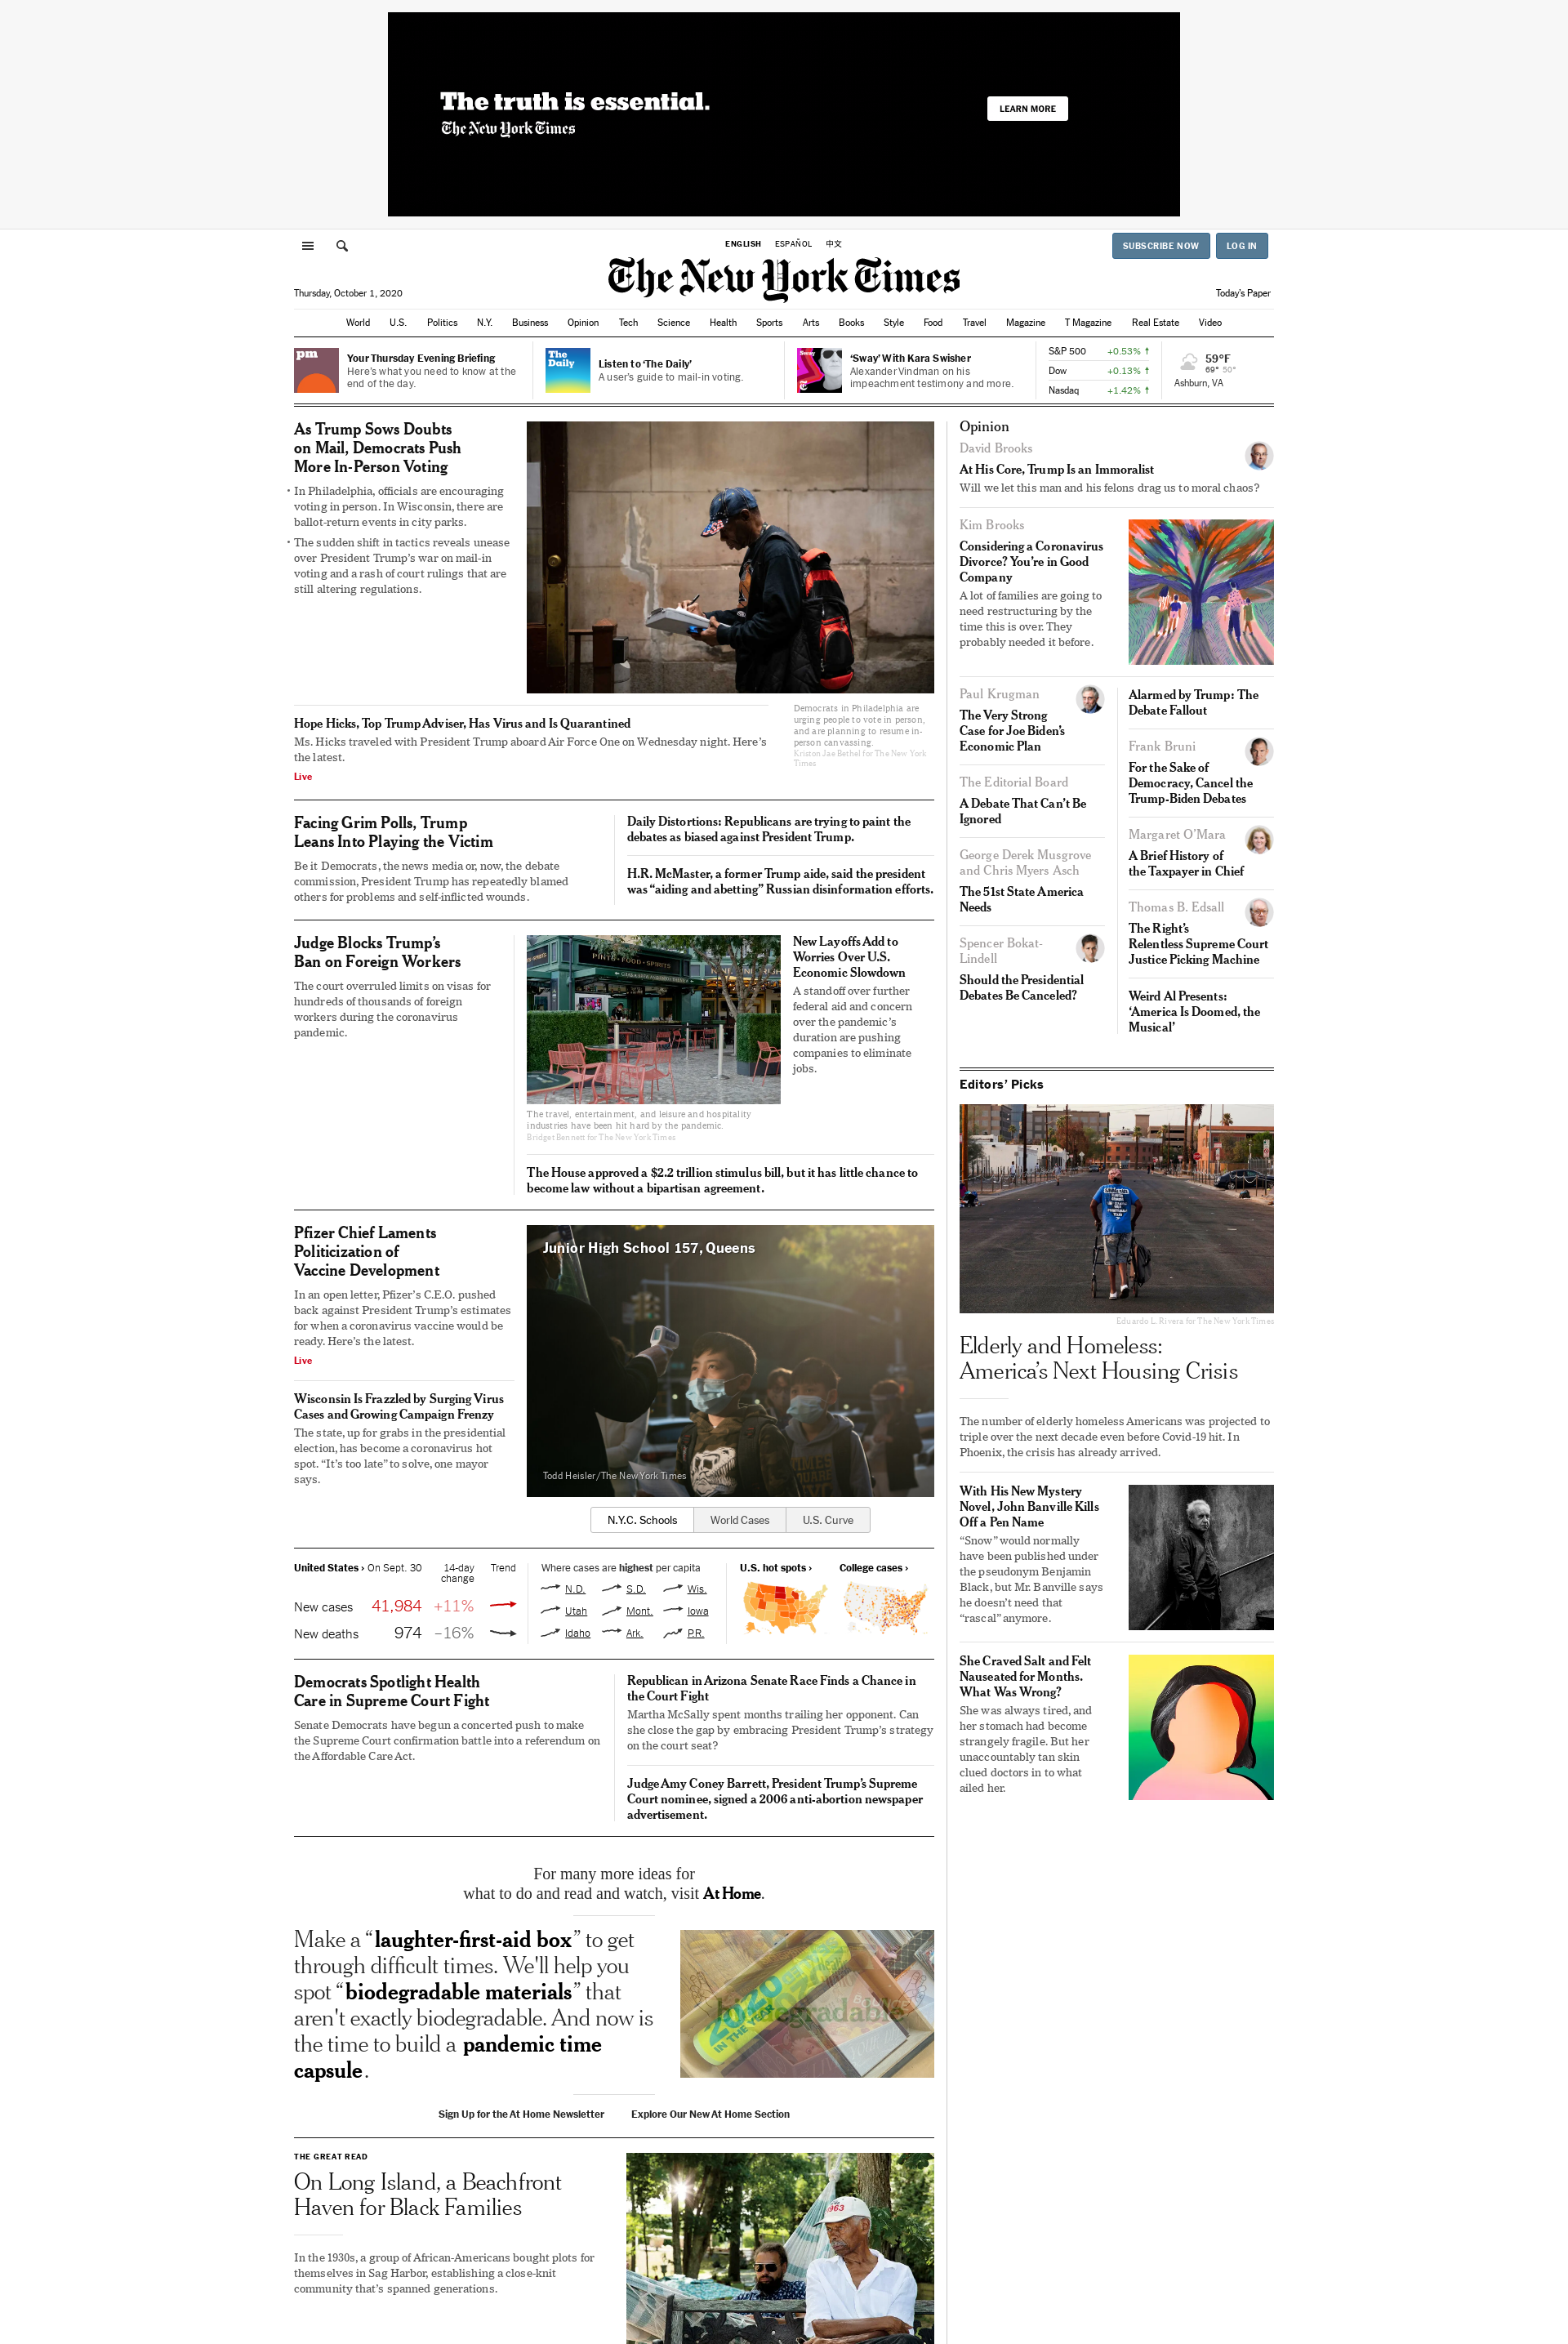 The truth is essential.
The New York Times
LEARN MORE
ENGLISH ESPAÑOL 中文
SUBSCRIBE NOW LOG IN
The New York Times
Thursday, October 1, 2020
Today's Paper
World U.S. Politics N.Y. Business Opinion Tech Science Health Sports Arts Books Style Food Travel Magazine T Magazine Real Estate Video
pm
Your Thursday Evening Briefing
Here's what you need to know at the
end of the day.
The
Daily
Listen to 'The Daily'
A user's guide to mail-in voting.
Sway
'Sway' With Kara Swisher
Alexander Vindman on his
impeachment testimony and more.
S&P 500 +0.53% ↑
Dow +0.13% ↑
Nasdaq +1.42% ↑
59°F
69° 50°
Ashburn, VA
As Trump Sows Doubts
on Mail, Democrats Push
More In-Person Voting
• In Philadelphia, officials are encouraging
voting in person. In Wisconsin, there are
ballot-return events in city parks.
• The sudden shift in tactics reveals unease
over President Trump's war on mail-in
voting and a rash of court rulings that are
still altering regulations.
Democrats in Philadelphia are
urging people to vote in person,
and are planning to resume in-
person canvassing.
Kriston Jae Bethel for The New York
Times
Hope Hicks, Top Trump Adviser, Has Virus and Is Quarantined
Ms. Hicks traveled with President Trump aboard Air Force One on Wednesday night. Here's
the latest.
Live
Facing Grim Polls, Trump
Leans Into Playing the Victim
Be it Democrats, the news media or, now, the debate
commission, President Trump has repeatedly blamed
others for problems and self-inflicted wounds.
Daily Distortions: Republicans are trying to paint the
debates as biased against President Trump.
H.R. McMaster, a former Trump aide, said the president
was “aiding and abetting” Russian disinformation efforts.
Judge Blocks Trump's
Ban on Foreign Workers
The court overruled limits on visas for
hundreds of thousands of foreign
workers during the coronavirus
pandemic.
PINTS·FOOD·SPIRITS
The travel, entertainment, and leisure and hospitality
industries have been hit hard by the pandemic.
Bridget Bennett for The New York Times
New Layoffs Add to
Worries Over U.S.
Economic Slowdown
A standoff over further
federal aid and concern
over the pandemic's
duration are pushing
companies to eliminate
jobs.
The House approved a $2.2 trillion stimulus bill, but it has little chance to
become law without a bipartisan agreement.
Pfizer Chief Laments
Politicization of
Vaccine Development
In an open letter, Pfizer's C.E.O. pushed
back against President Trump's estimates
for when a coronavirus vaccine would be
ready. Here's the latest.
Live
Wisconsin Is Frazzled by Surging Virus
Cases and Growing Campaign Frenzy
The state, up for grabs in the presidential
election, has become a coronavirus hot
spot. “It's too late” to solve, one mayor
says.
Junior High School 157, Queens
Todd Heisler/The New York Times
N.Y.C. Schools World Cases U.S. Curve
United States › On Sept. 30 14-day
change Trend
New cases 41,984 +11%
New deaths 974 –16%
Where cases are highest per capita
N.D. S.D. Wis.
Utah Mont. Iowa
Idaho Ark. P.R.
U.S. hot spots › College cases ›
Democrats Spotlight Health
Care in Supreme Court Fight
Senate Democrats have begun a concerted push to make
the Supreme Court confirmation battle into a referendum on
the Affordable Care Act.
Republican in Arizona Senate Race Finds a Chance in
the Court Fight
Martha McSally spent months trailing her opponent. Can
she close the gap by embracing President Trump's strategy
on the court seat?
Judge Amy Coney Barrett, President Trump's Supreme
Court nominee, signed a 2006 anti-abortion newspaper
advertisement.
For many more ideas for
what to do and read and watch, visit At Home.
Make a “laughter-first-aid box” to get
through difficult times. We'll help you
spot “biodegradable materials” that
aren't exactly biodegradable. And now is
the time to build a pandemic time
capsule.
biodegradable
2020
IN THE YEAR
BOUNCE
Sign Up for the At Home Newsletter Explore Our New At Home Section
THE GREAT READ
On Long Island, a Beachfront
Haven for Black Families
In the 1930s, a group of African-Americans bought plots for
themselves in Sag Harbor, establishing a close-knit
community that's spanned generations.
1963
Opinion
David Brooks
At His Core, Trump Is an Immoralist
Will we let this man and his felons drag us to moral chaos?
Kim Brooks
Considering a Coronavirus
Divorce? You're in Good
Company
A lot of families are going to
need restructuring by the
time this is over. They
probably needed it before.
Paul Krugman
The Very Strong
Case for Joe Biden's
Economic Plan
The Editorial Board
A Debate That Can't Be
Ignored
George Derek Musgrove
and Chris Myers Asch
The 51st State America
Needs
Spencer Bokat-
Lindell
Should the Presidential
Debates Be Canceled?
Alarmed by Trump: The
Debate Fallout
Frank Bruni
For the Sake of
Democracy, Cancel the
Trump-Biden Debates
Margaret O'Mara
A Brief History of
the Taxpayer in Chief
Thomas B. Edsall
The Right's
Relentless Supreme Court
Justice Picking Machine
Weird Al Presents:
'America Is Doomed, the
Musical'
Editors' Picks
Eduardo L. Rivera for The New York Times
Elderly and Homeless:
America's Next Housing Crisis
The number of elderly homeless Americans was projected to
triple over the next decade even before Covid-19 hit. In
Phoenix, the crisis has already arrived.
With His New Mystery
Novel, John Banville Kills
Off a Pen Name
“Snow” would normally
have been published under
the pseudonym Benjamin
Black, but Mr. Banville says
he doesn't need that
“rascal” anymore.
She Craved Salt and Felt
Nauseated for Months.
What Was Wrong?
She was always tired, and
her stomach had become
strangely fragile. But her
unaccountably tan skin
clued doctors in to what
ailed her.